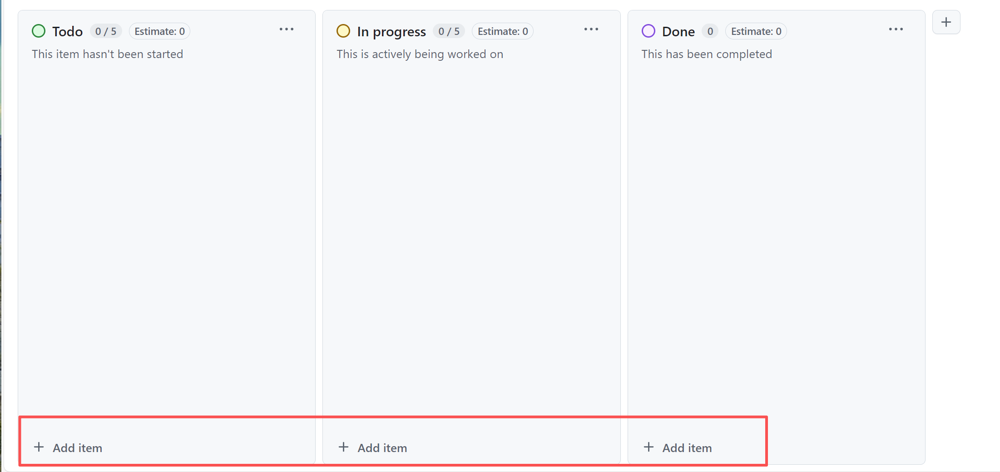 Todo 0 / 5 Estimate: 0
This item hasn't been started
+ Add item
In progress 0 / 5 Estimate: 0
This is actively being worked on
+ Add item
Done 0 Estimate: 0
This has been completed
+ Add item